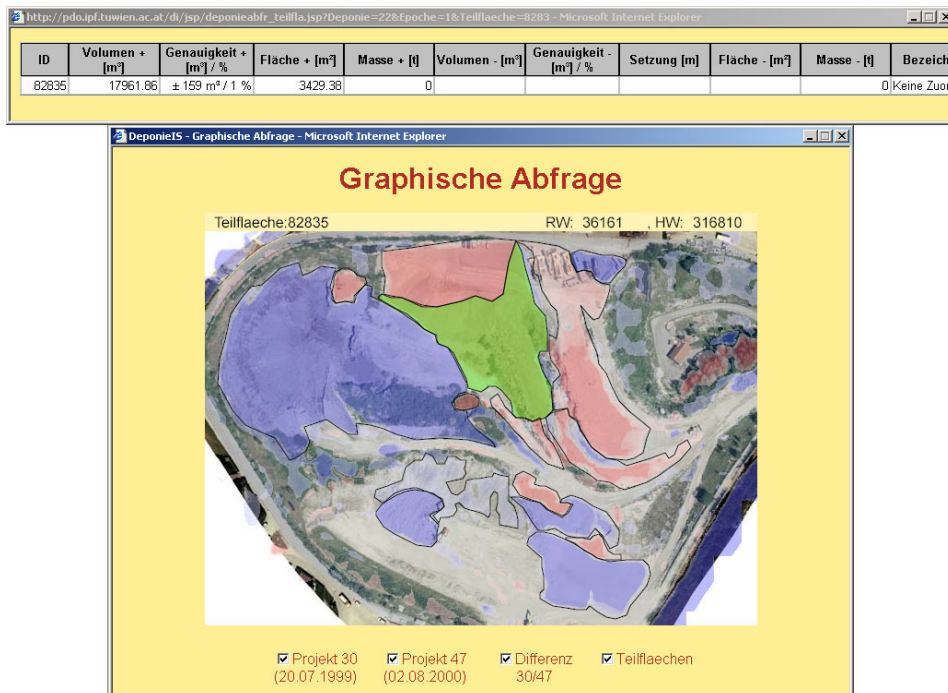 http://pdo.ipf.tuwien.ac.at/di/jsp/deponieabfr_teilfla.jsp?Deponie=22&Epoche=1&Teilflaeche=8283 - Microsoft Internet Explorer
ID Volumen + [m³] Genauigkeit + [m³] / % Fläche + [m²] Masse + [t] Volumen - [m³] Genauigkeit - [m³] / % Setzung [m] Fläche - [m²] Masse - [t] Bezeich
82835 17961.86 ± 159 m³ / 1 % 3429.38 0 0 Keine Zuor
DeponieIS - Graphische Abfrage - Microsoft Internet Explorer
Graphische Abfrage
Teilflaeche:82835 RW: 36161 , HW: 316810
Projekt 30 Projekt 47 Differenz Teilflaechen
(20.07.1999) (02.08.2000) 30/47